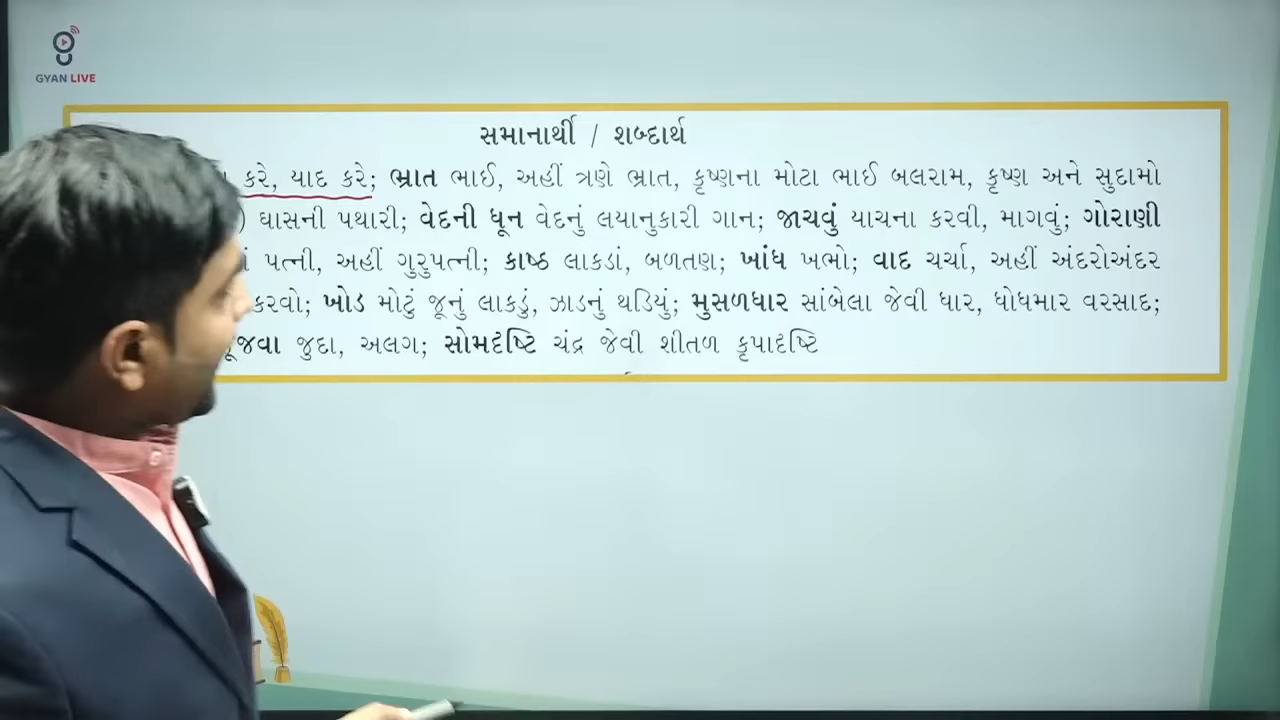 GYAN LIVE
સમાનાર્થી / શબ્દાર્થ
કરે, યાદ કરે; ભ્રાત ભાઈ, અહીં ત્રણે ભ્રાત, કૃષ્ણના મોટા ભાઈ બલરામ, કૃષ્ણ અને સુદામો
) ઘાસની પથારી; વેદની ધૂન વેદનું લયાનુકારી ગાન; જાચવું યાચના કરવી, માગવું; ગોરાણી
પત્ની, અહીં ગુરુપત્ની; કાષ્ઠ લાકડાં, બળતણ; ખાંધ ખભો; વાદ ચર્ચા, અહીં અંદરોઅંદર
કરવો; ખોડ મોટું જૂનું લાકડું, ઝાડનું થડિયું; મુસળધાર સાંબેલા જેવી ધાર, ધોધમાર વરસાદ;
જુદા, અલગ; સોમદૃષ્ટિ ચંદ્ર જેવી શીતળ કૃપાદૃષ્ટિ